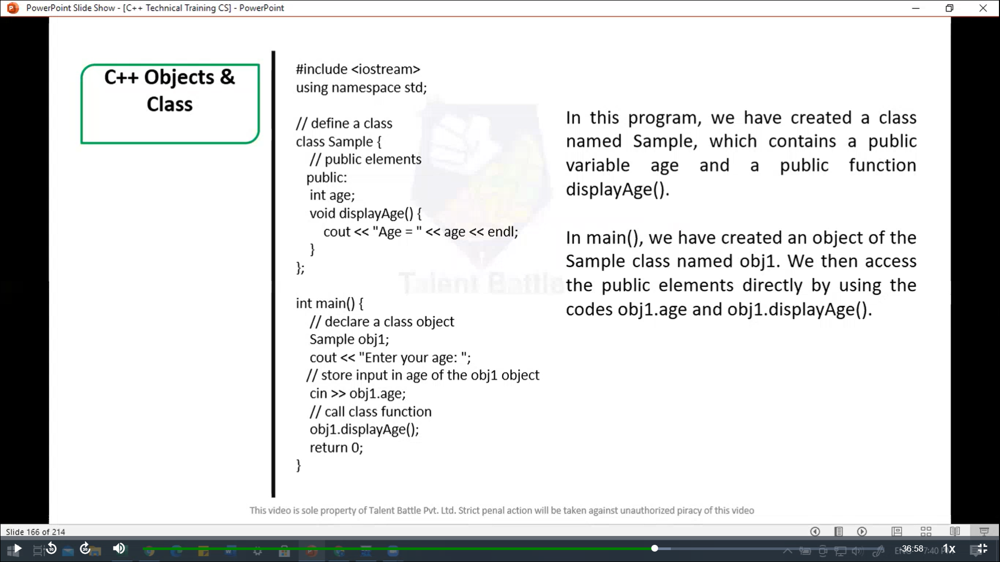 PowerPoint Slide Show - [C++ Technical Training CS] - PowerPoint
C++ Objects &
Class
#include <iostream>
using namespace std;
// define a class
class Sample {
// public elements
public:
int age;
void displayAge() {
cout << "Age = " << age << endl;
}
};
int main() {
// declare a class object
Sample obj1;
cout << "Enter your age: ";
// store input in age of the obj1 object
cin >> obj1.age;
// call class function
obj1.displayAge();
return 0;
}
In this program, we have created a class
named Sample, which contains a public
variable age and a public function
displayAge().
In main(), we have created an object of the
Sample class named obj1. We then access
the public elements directly by using the
codes obj1.age and obj1.displayAge().
Talent Battle
This video is sole property of Talent Battle Pvt. Ltd. Strict penal action will be taken against unauthorized piracy of this video
Slide 166 of 214
10
30
-36:58
1x